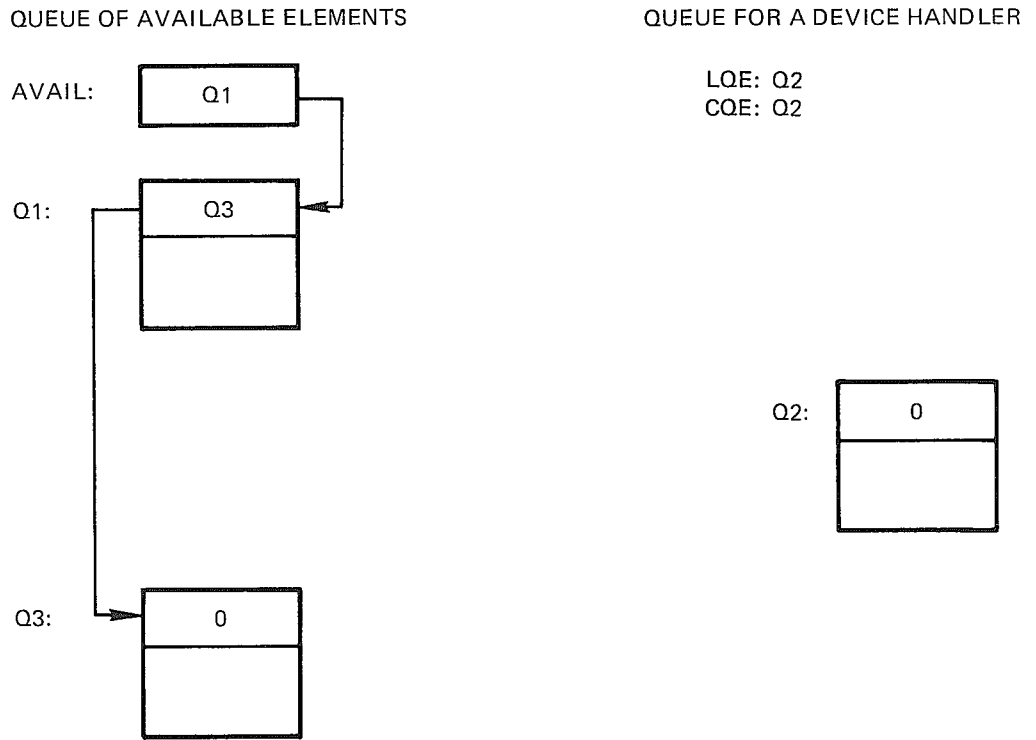 QUEUE OF AVAILABLE ELEMENTS
QUEUE FOR A DEVICE HANDLER
AVAIL:
Q1
LQE: Q2
CQE: Q2
Q1:
Q3
Q2:
0
Q3:
0